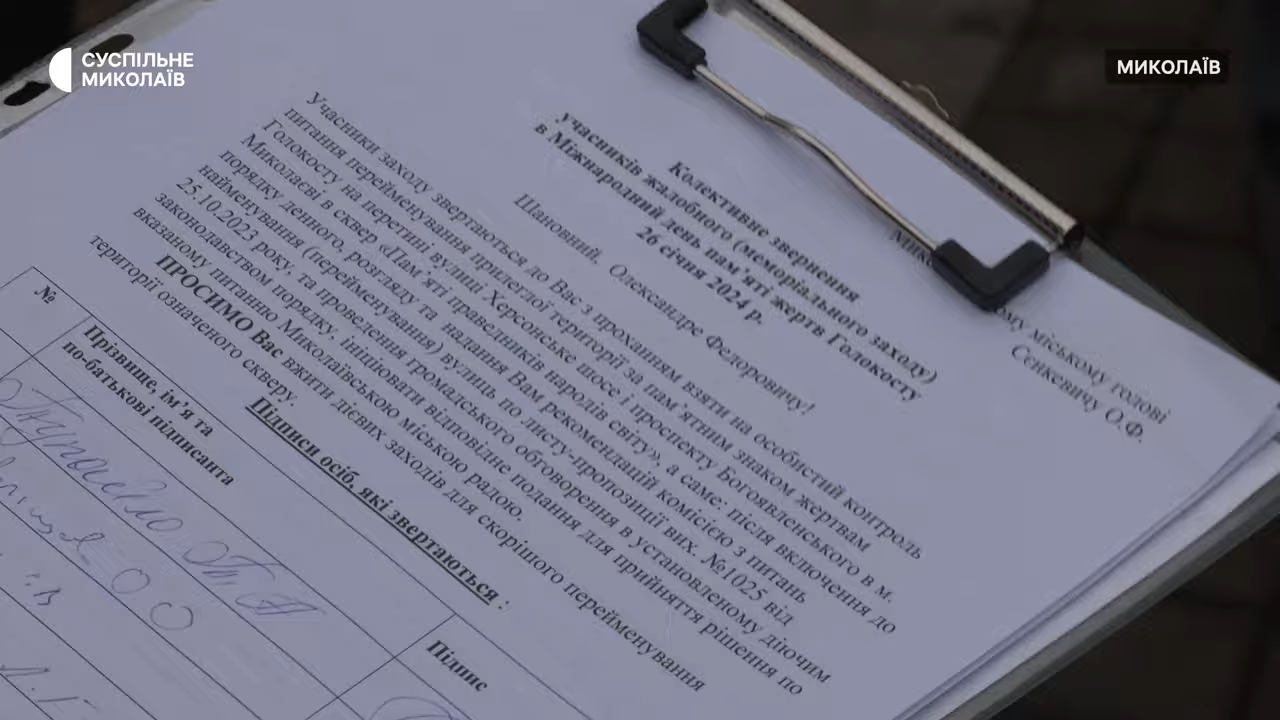 СУСПІЛЬНЕ
МИКОЛАЇВ
МИКОЛАЇВ
міському голові
Сенкевичу О.Ф.
Колективне звернення
учасників жалобного (меморіального заходу)
в Міжнародний день пам'яті жертв Голокосту
26 січня 2024 р.
Шановний, Олександре Федоровичу!
Учасники заходу звертаються до Вас з проханням взяти на особистий контроль
питання перейменування прилеглої території за пам'ятним знаком жертвам
Голокосту на перетині вулиці Херсонське шосе і проспекту Богоявленського в м.
Миколаєві в сквер «Пам'яті праведників народів світу», а саме: після включення до
порядку денного, розгляду та надання Вам рекомендацій комісією з питань
найменування (перейменування) вулиць по листу-пропозиції вих. №1025 від
25.10.2023 року, та проведення громадського обговорення в установленому діючим
законодавством порядку, ініціювати відповідне подання для прийняття рішення по
вказаному питанню Миколаївською міською радою.
ПРОСИМО Вас вжити дієвих заходів для скорішого перейменування
території означеного скверу.
Підписи осіб, які звертаються :
№
Прізвище, ім'я та
по-батькові підписанта
Підпис